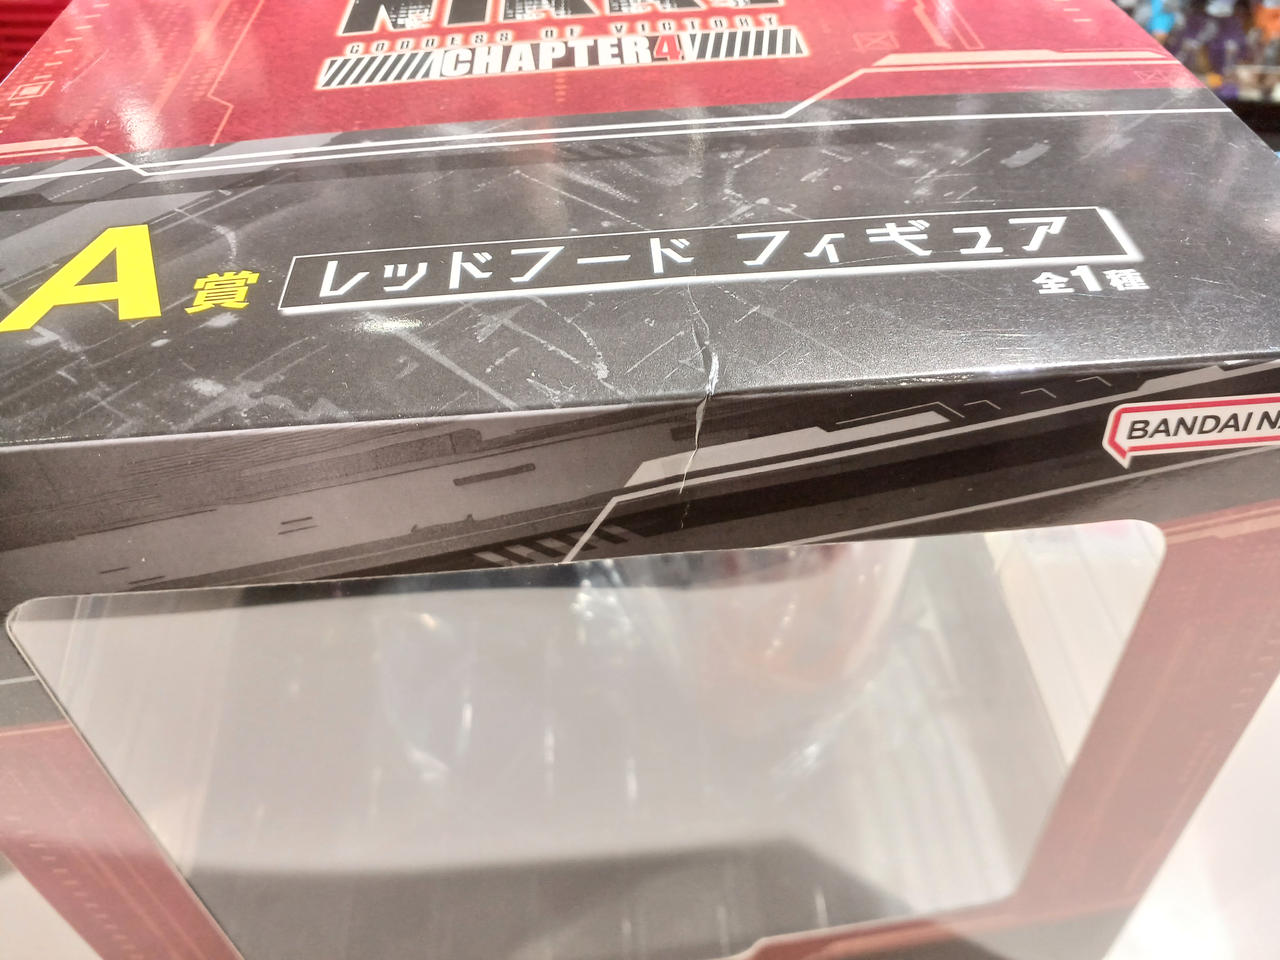 GODDESS OF VICTORY
CHAPTER4
A賞
レッドフード フィギュア
全1種
BANDAI